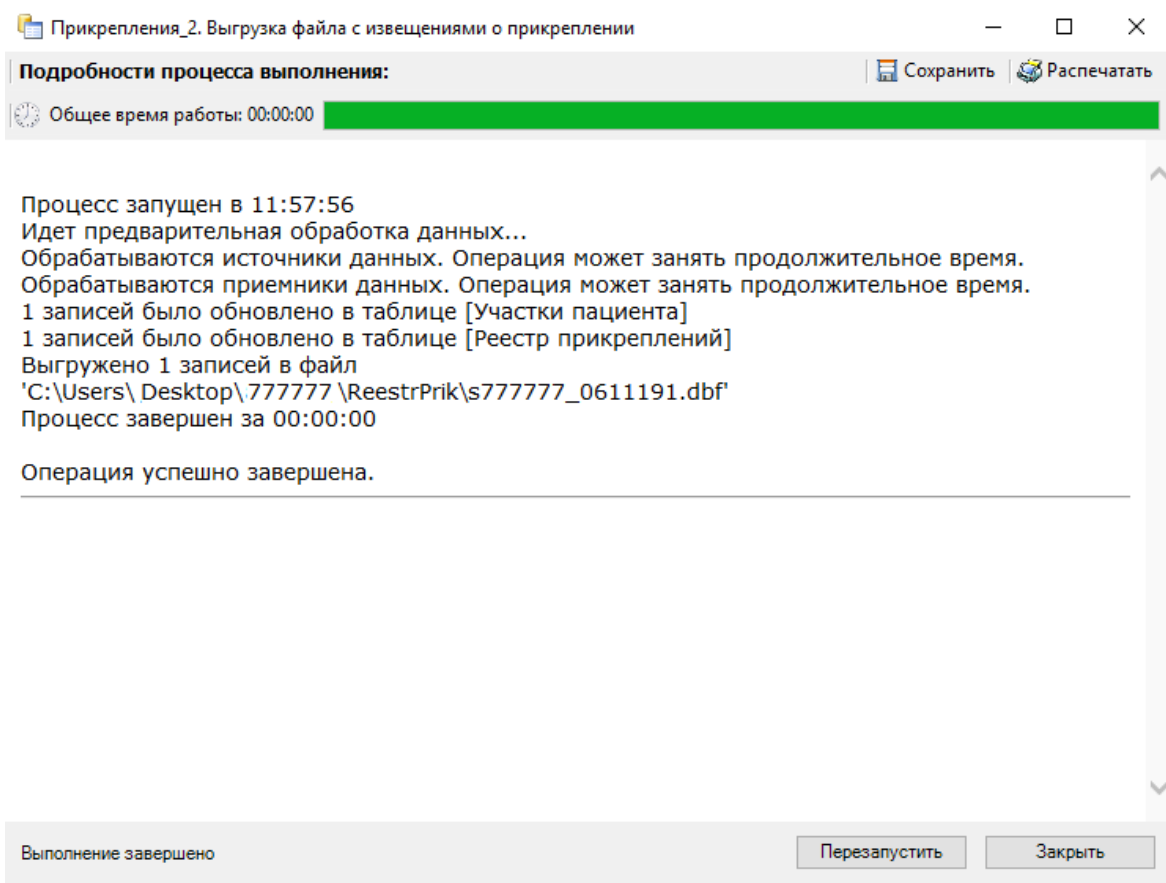 Прикрепления_2. Выгрузка файла с извещениями о прикреплении
Подробности процесса выполнения:
Сохранить
Распечатать
Общее время работы: 00:00:00
Процесс запущен в 11:57:56
Идет предварительная обработка данных...
Обрабатываются источники данных. Операция может занять продолжительное время.
Обрабатываются приемники данных. Операция может занять продолжительное время.
1 записей было обновлено в таблице [Участки пациента]
1 записей было обновлено в таблице [Реестр прикреплений]
Выгружено 1 записей в файл
'C:\Users\ Desktop\ 777777 \ReestrPrik\s777777_0611191.dbf'
Процесс завершен за 00:00:00
Операция успешно завершена.
Выполнение завершено
Перезапустить
Закрыть